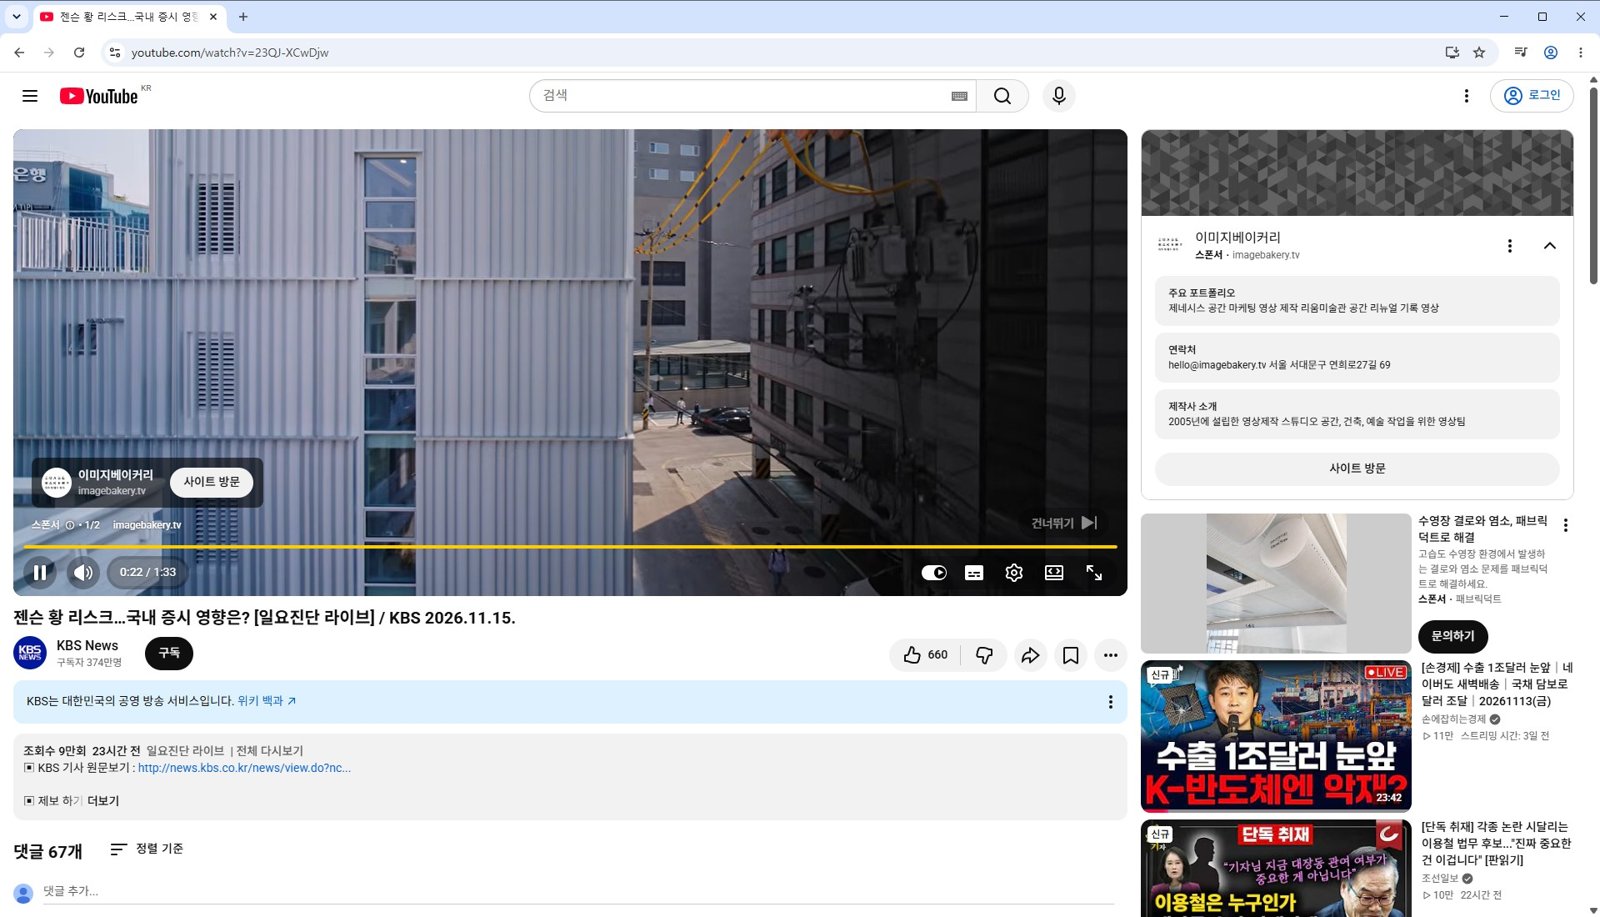 젠슨 황 리스크...국내 증시 영향
youtube.com/watch?v=23QJ-XCwDjw
YouTube KR
검색
로그인
은행
이미지베이커리
imagebakery.tv
사이트 방문
스폰서 • 1/2 imagebakery.tv
건너뛰기
0:22 / 1:33
젠슨 황 리스크...국내 증시 영향은? [일요진단 라이브] / KBS 2026.11.15.
KBS NEWS
KBS News
구독자 374만명
구독
660
KBS는 대한민국의 공영 방송 서비스입니다. 위키 백과
조회수 9만회 23시간 전 일요진단 라이브 | 전체 다시보기
▣ KBS 기사 원문보기 : http://news.kbs.co.kr/news/view.do?nc...
▣ 제보 하기 더보기
댓글 67개
정렬 기준
댓글 추가...
이미지베이커리
스폰서 · imagebakery.tv
주요 포트폴리오
제네시스 공간 마케팅 영상 제작 리움미술관 공간 리뉴얼 기록 영상
연락처
hello@imagebakery.tv 서울 서대문구 연희로27길 69
제작사 소개
2005년에 설립한 영상제작 스튜디오 공간, 건축, 예술 작업을 위한 영상팀
사이트 방문
수영장 결로와 염소, 패브릭
덕트로 해결
고습도 수영장 환경에서 발생하
는 결로와 염소 문제를 패브릭덕
트로 해결하세요.
스폰서 · 패브릭덕트
문의하기
신규
LIVE
수출 1조달러 눈앞
K-반도체엔 악재?
23:42
[손경제] 수출 1조달러 눈앞｜네
이버도 새벽배송｜국채 담보로
달러 조달｜20261113(금)
손에잡히는경제
11만 스트리밍 시간: 3일 전
신규
기자
단독 취재
"기자님 지금 대장동 관여 여부가
중요한 게 아닙니다"
이용철은 누구인가
[단독 취재] 각종 논란 시달리는
이용철 법무 후보..."진짜 중요한
건 이겁니다" [판읽기]
조선일보
10만 22시간 전